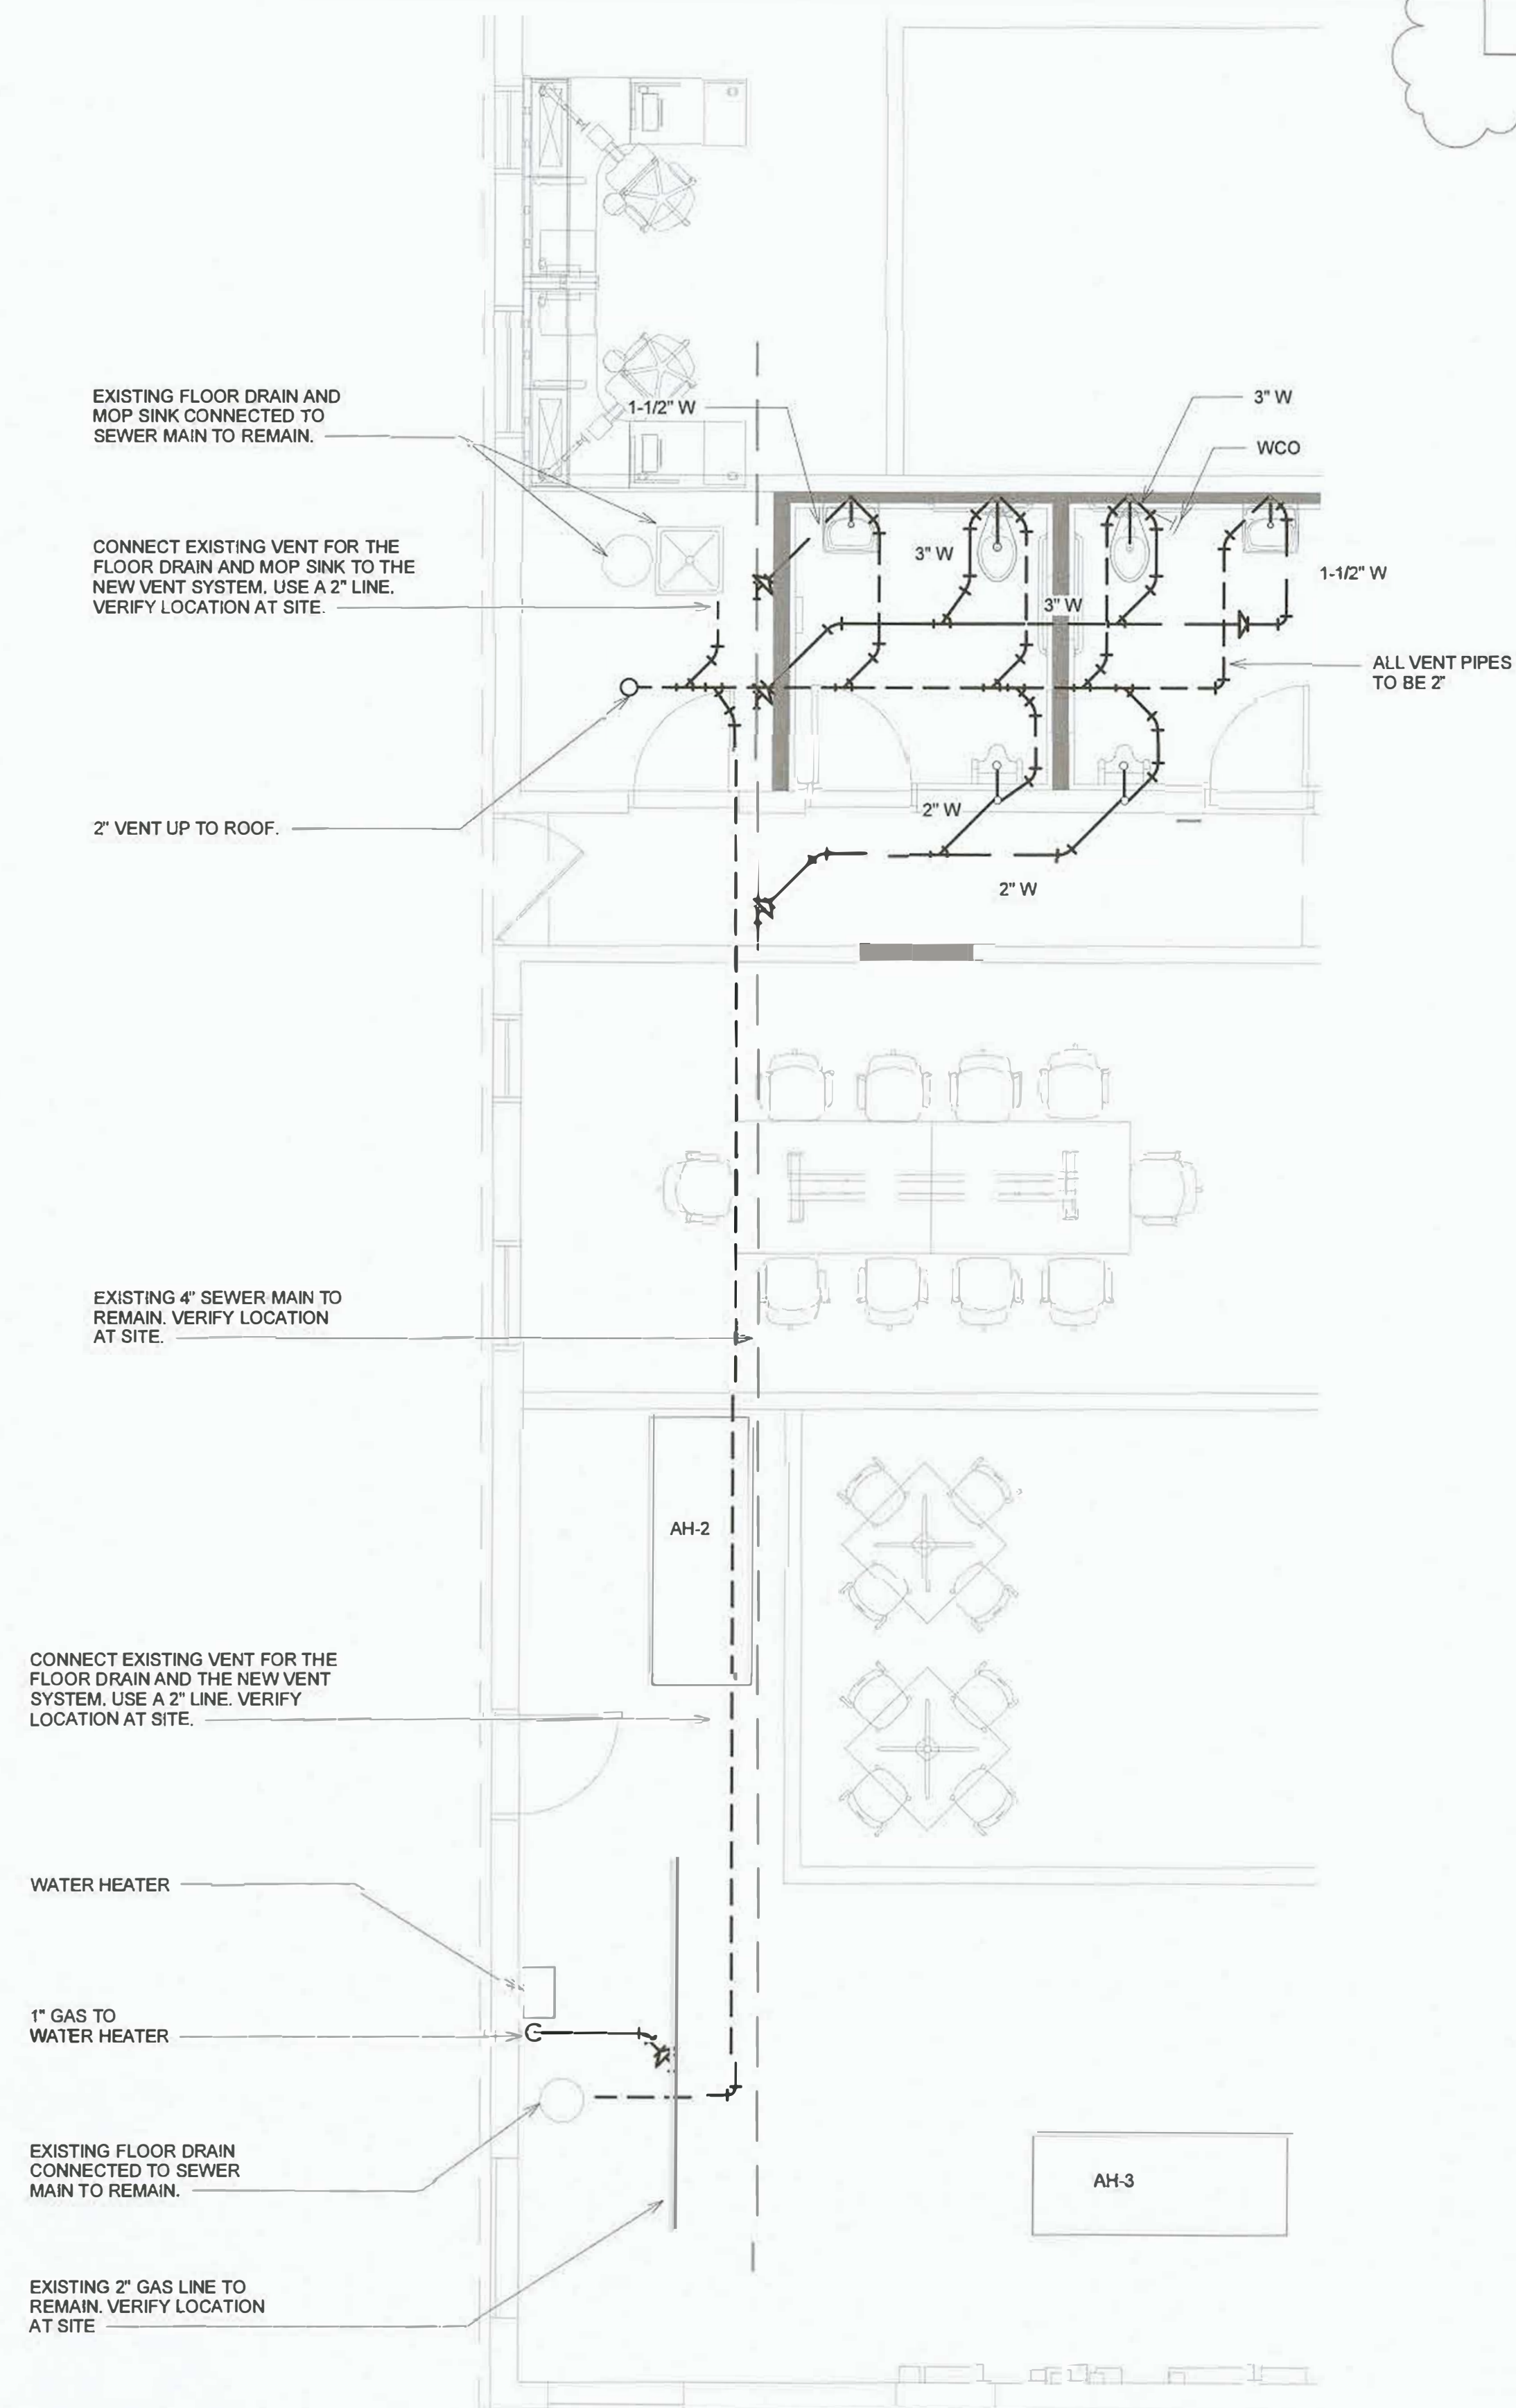 EXISTING FLOOR DRAIN AND
MOP SINK CONNECTED TO
SEWER MAIN TO REMAIN.
1-1/2" W
3" W
WCO
CONNECT EXISTING VENT FOR THE
FLOOR DRAIN AND MOP SINK TO THE
NEW VENT SYSTEM. USE A 2" LINE.
VERIFY LOCATION AT SITE.
3" W
3" W
1-1/2" W
ALL VENT PIPES
TO BE 2"
2" VENT UP TO ROOF.
2" W
2" W
EXISTING 4" SEWER MAIN TO
REMAIN. VERIFY LOCATION
AT SITE.
AH-2
CONNECT EXISTING VENT FOR THE
FLOOR DRAIN AND THE NEW VENT
SYSTEM. USE A 2" LINE. VERIFY
LOCATION AT SITE.
WATER HEATER
1" GAS TO
WATER HEATER
EXISTING FLOOR DRAIN
CONNECTED TO SEWER
MAIN TO REMAIN.
AH-3
EXISTING 2" GAS LINE TO
REMAIN. VERIFY LOCATION
AT SITE